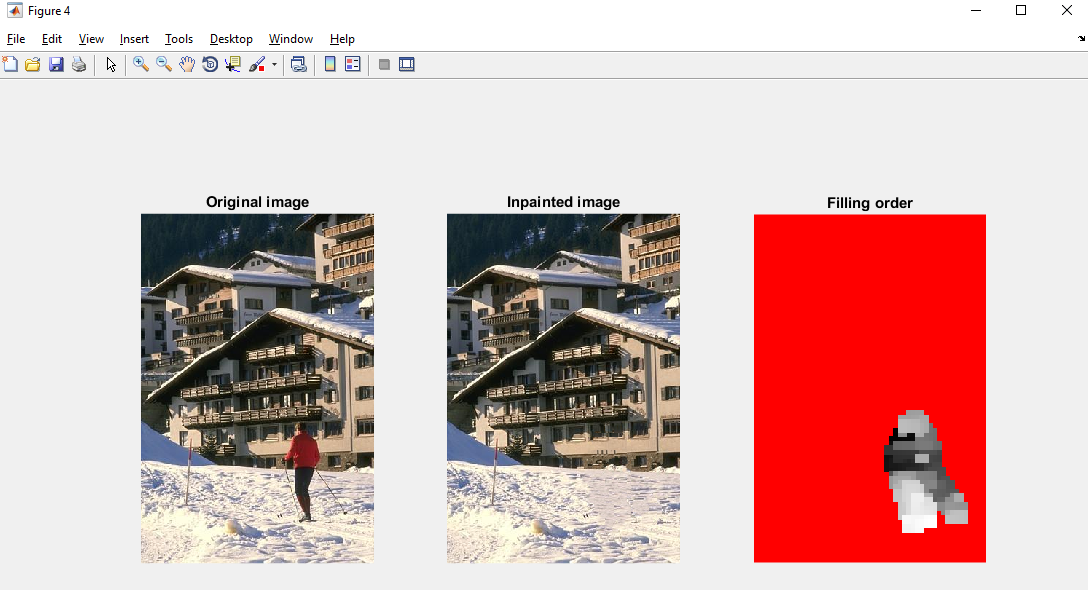 Figure 4
File Edit View Insert Tools Desktop Window Help
Original image
Inpainted image
Filling order